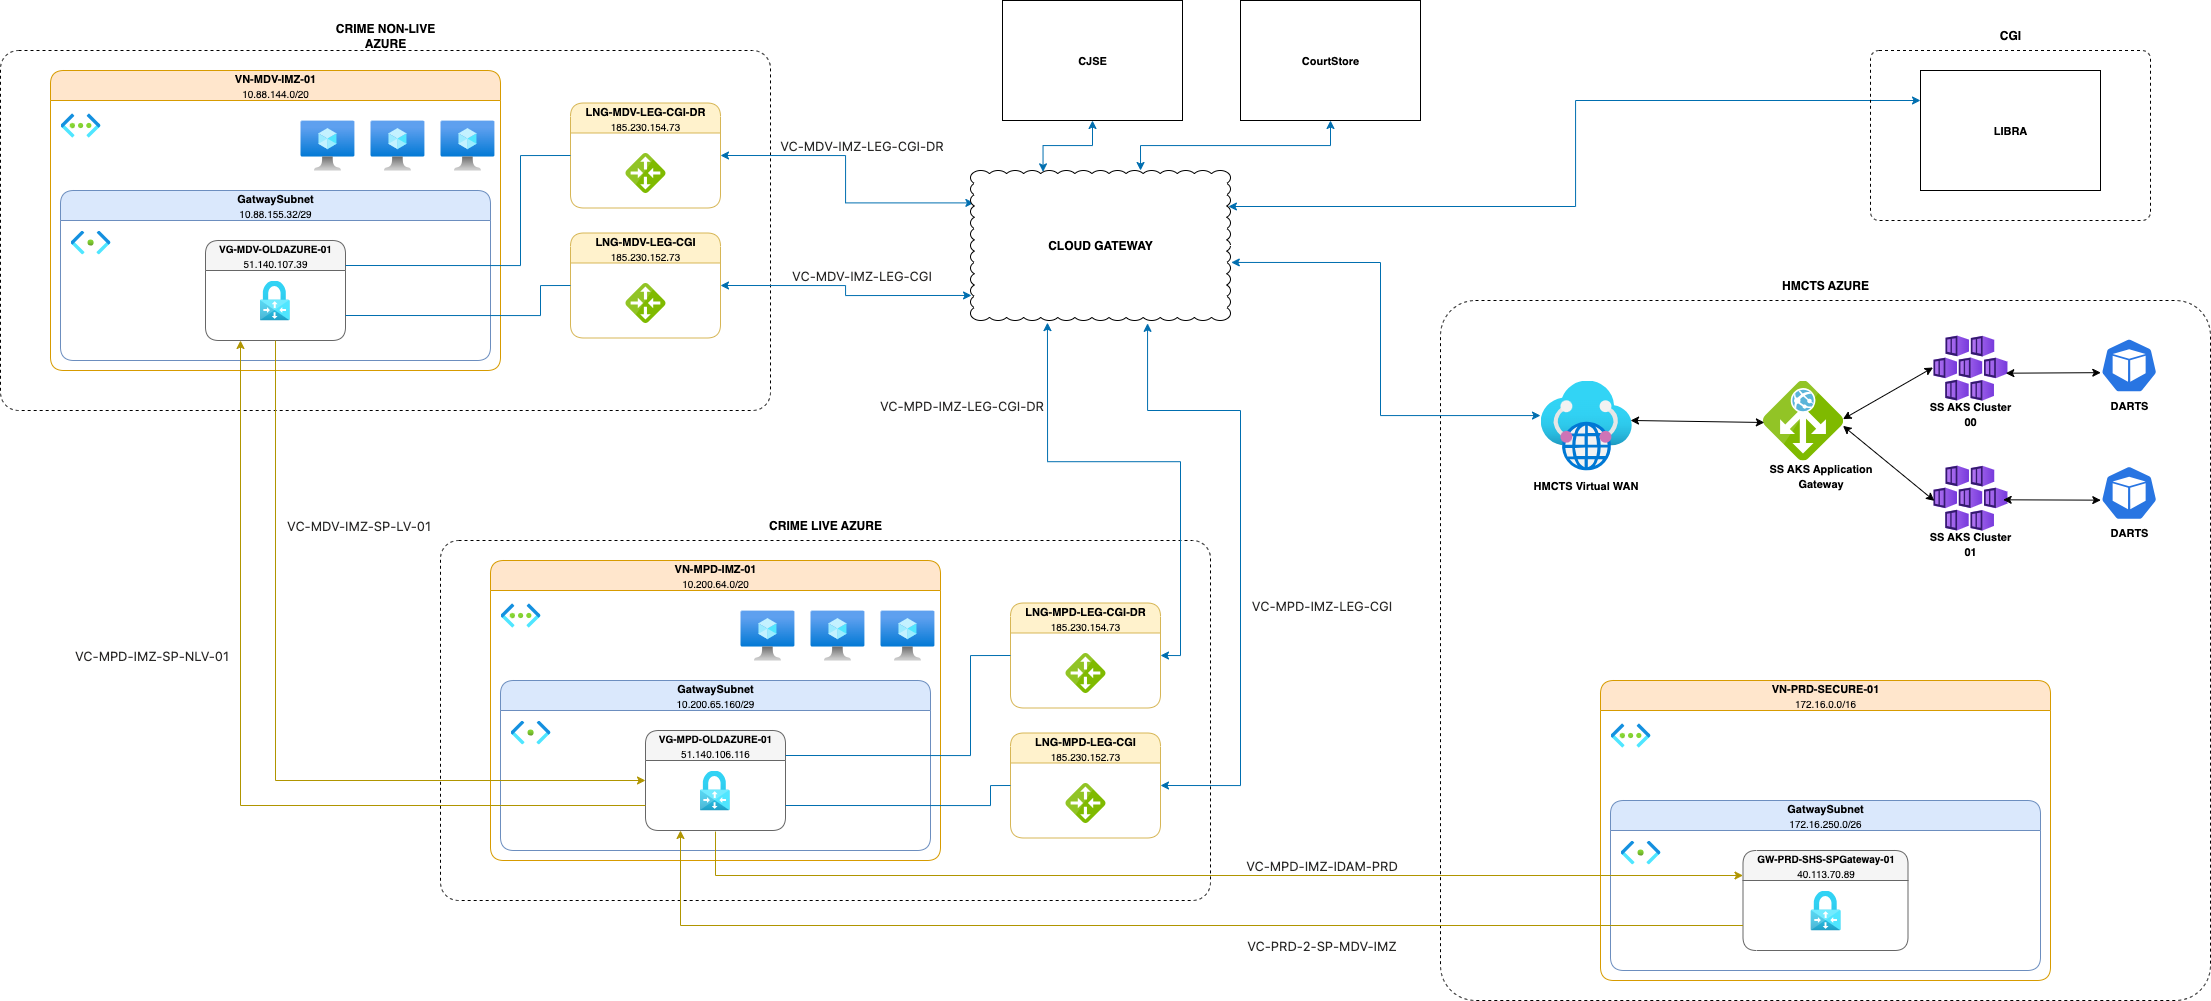 CRIME NON-LIVE
AZURE
VN-MDV-IMZ-01
10.88.144.0/20
GatwaySubnet
10.88.155.32/29
VG-MDV-OLDAZURE-01
51.140.107.39
LNG-MDV-LEG-CGI-DR
185.230.154.73
LNG-MDV-LEG-CGI
185.230.152.73
VC-MDV-IMZ-LEG-CGI-DR
VC-MDV-IMZ-LEG-CGI
CJSE
CourtStore
CLOUD GATEWAY
CGI
LIBRA
HMCTS AZURE
HMCTS Virtual WAN
SS AKS Application
Gateway
SS AKS Cluster
00
DARTS
SS AKS Cluster
01
DARTS
VC-MPD-IMZ-LEG-CGI-DR
VC-MPD-IMZ-LEG-CGI
VC-MDV-IMZ-SP-LV-01
VC-MPD-IMZ-SP-NLV-01
CRIME LIVE AZURE
VN-MPD-IMZ-01
10.200.64.0/20
GatwaySubnet
10.200.65.160/29
VG-MPD-OLDAZURE-01
51.140.106.116
LNG-MPD-LEG-CGI-DR
185.230.154.73
LNG-MPD-LEG-CGI
185.230.152.73
VC-MPD-IMZ-IDAM-PRD
VC-PRD-2-SP-MDV-IMZ
VN-PRD-SECURE-01
172.16.0.0/16
GatwaySubnet
172.16.250.0/26
GW-PRD-SHS-SPGateway-01
40.113.70.89